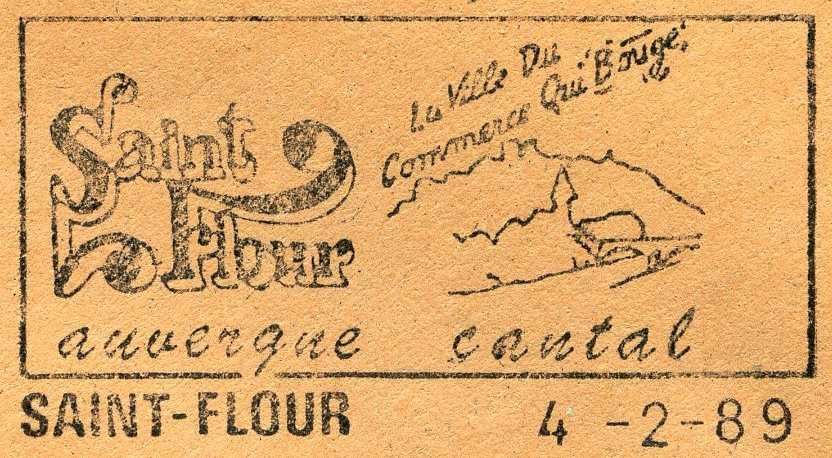 Saint
Flour
La Ville Du
Commerce Qui Bouge!
auvergne cantal
SAINT-FLOUR 4 -2-89